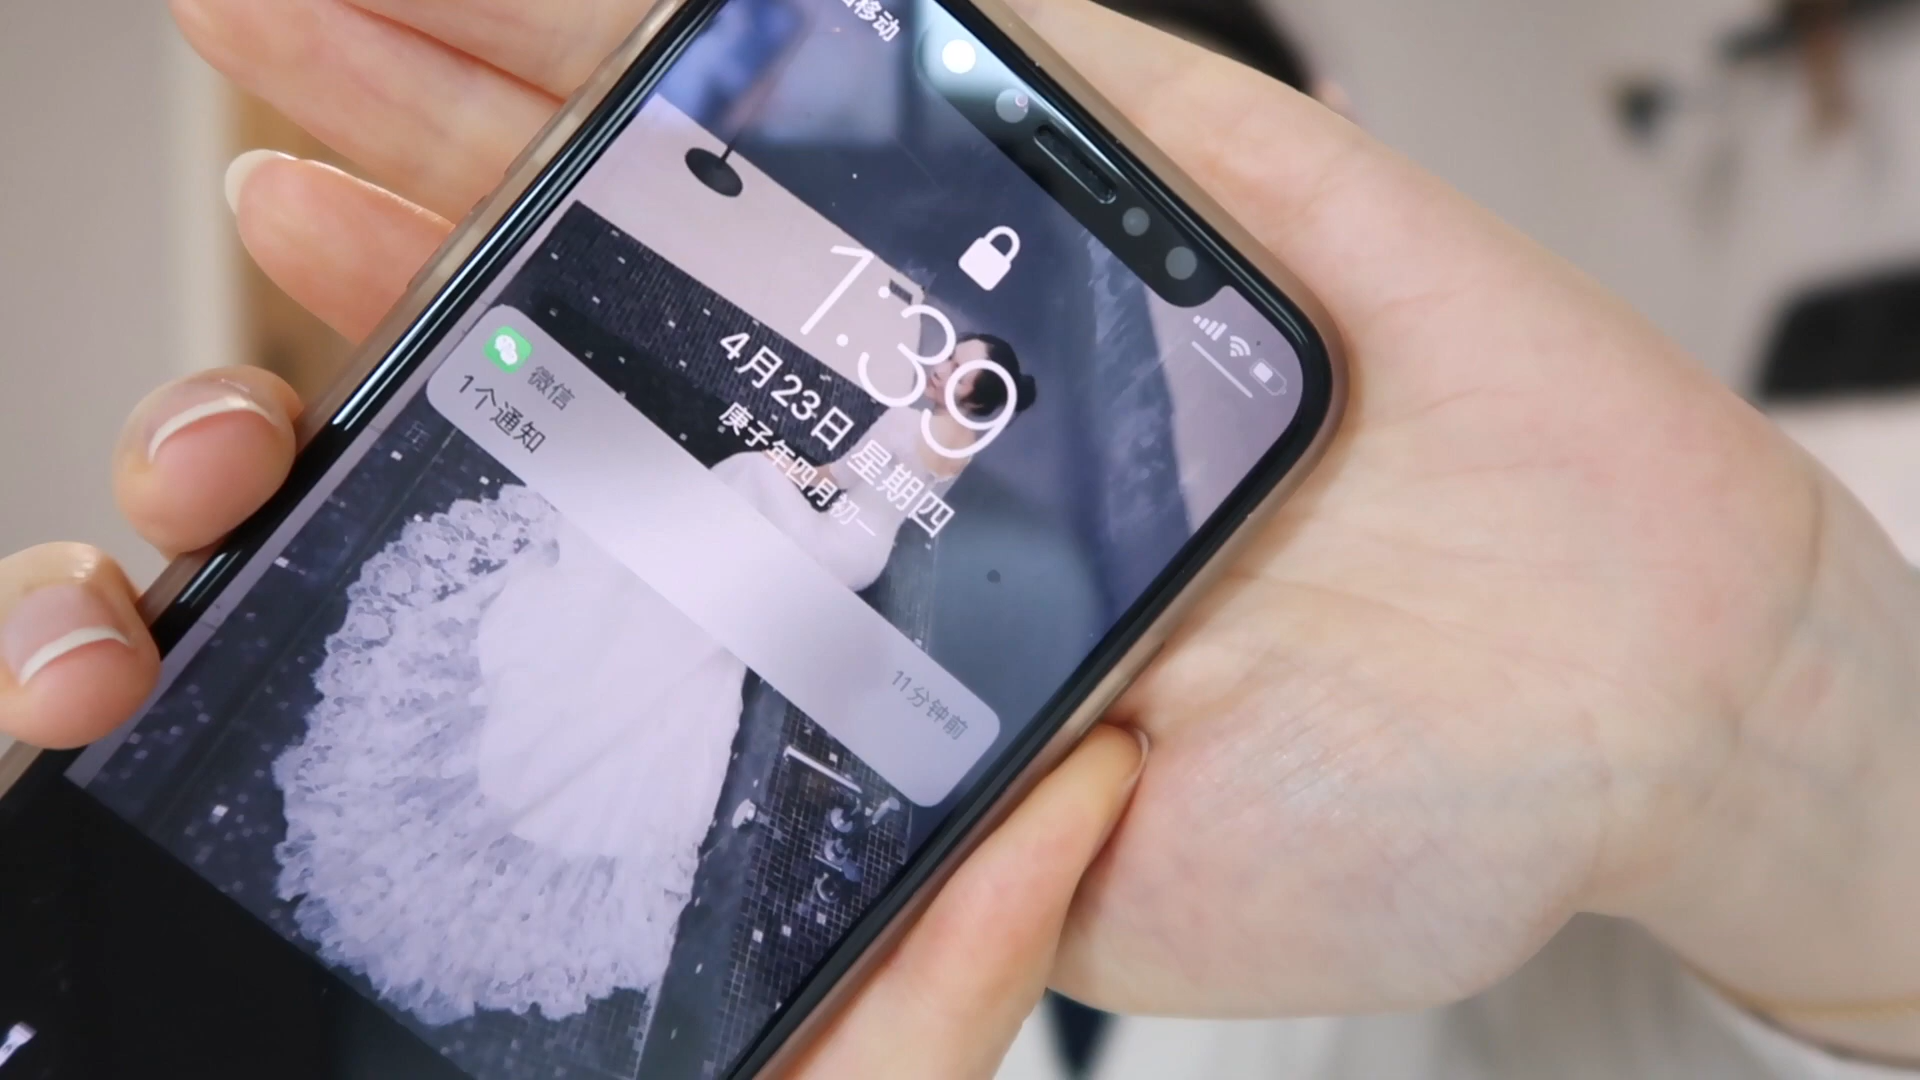 移动
1:39
4月23日 星期四
庚子年四月初一
微信
11分钟前
1个通知